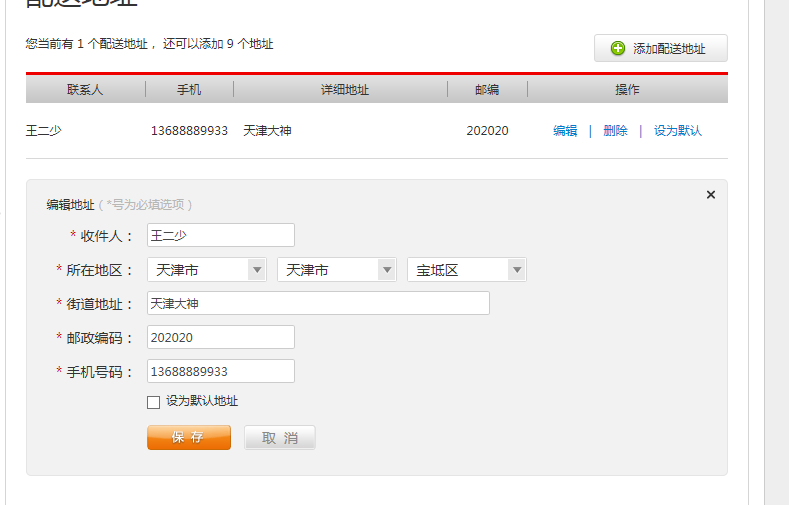 配送地址
您当前有 1 个配送地址， 还可以添加 9 个地址
添加配送地址
联系人 手机 详细地址 邮编 操作
王二少 13688889933 天津大神 202020 编辑 | 删除 | 设为默认
编辑地址 ( *号为必填选项 )
* 收件人： 王二少
* 所在地区： 天津市 天津市 宝坻区
* 街道地址： 天津大神
* 邮政编码： 202020
* 手机号码： 13688889933
设为默认地址
保 存 取 消